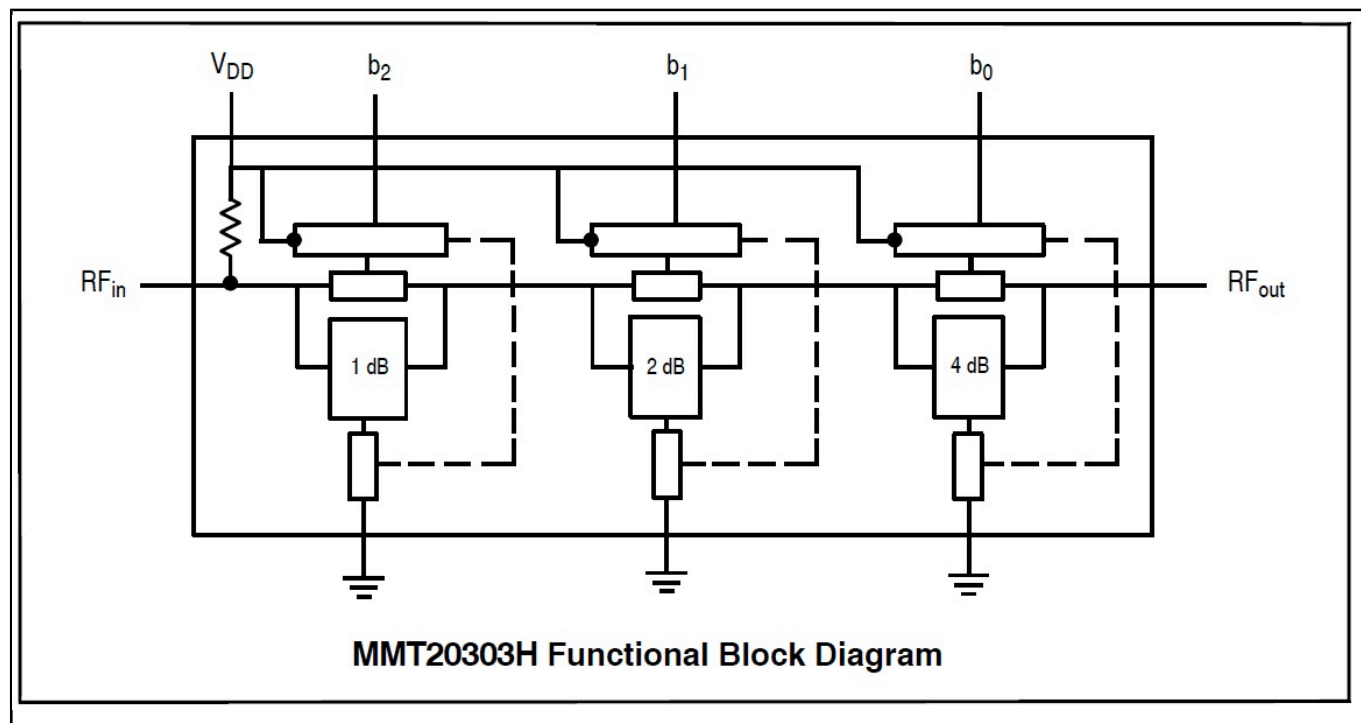 VDD b2 b1 b0
RFin RFout
1 dB 2 dB 4 dB
MMT20303H Functional Block Diagram